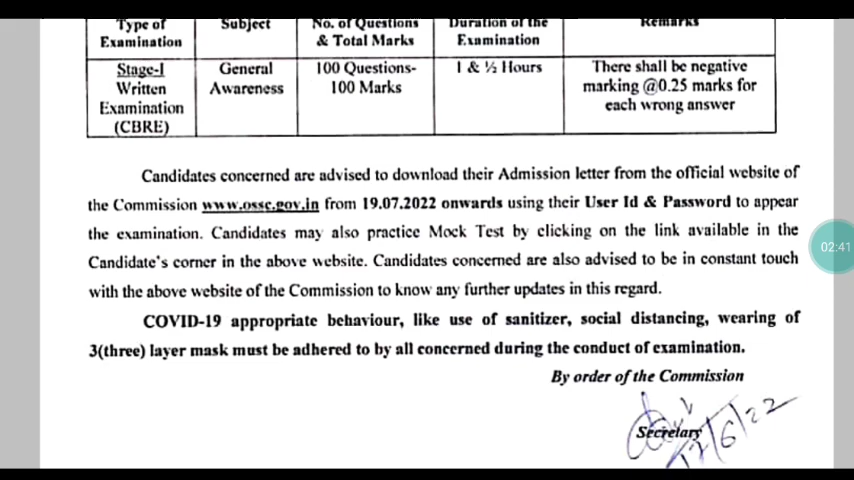 Type of Examination | Subject | No. of Questions & Total Marks | Duration of the Examination | Remarks
Stage-I Written Examination (CBRE) | General Awareness | 100 Questions- 100 Marks | 1 & ½ Hours | There shall be negative marking @0.25 marks for each wrong answer
Candidates concerned are advised to download their Admission letter from the official website of
the Commission www.ossc.gov.in from 19.07.2022 onwards using their User Id & Password to appear
the examination. Candidates may also practice Mock Test by clicking on the link available in the
Candidate's corner in the above website. Candidates concerned are also advised to be in constant touch
with the above website of the Commission to know any further updates in this regard.
COVID-19 appropriate behaviour, like use of sanitizer, social distancing, wearing of
3(three) layer mask must be adhered to by all concerned during the conduct of examination.
By order of the Commission
Secretary
02:41